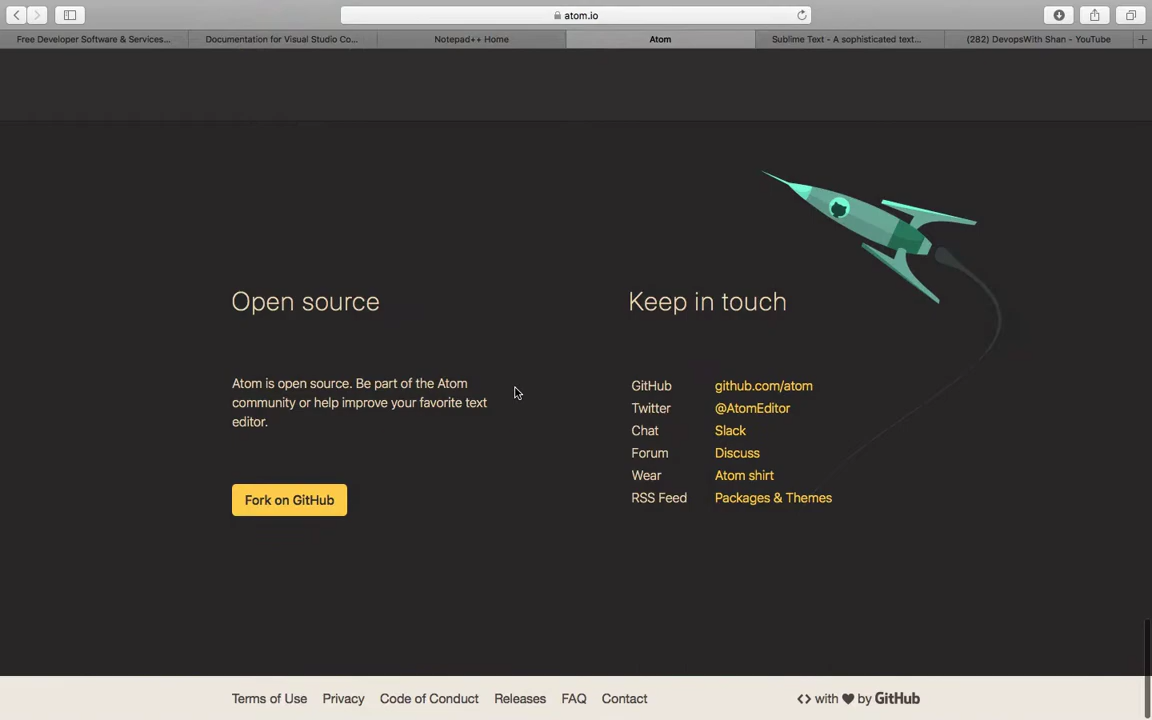 atom.io
Free Developer Software & Services...
Documentation for Visual Studio Co...
Notepad++ Home
Atom
Sublime Text - A sophisticated text...
(282) DevopsWith Shan - YouTube
Open source
Keep in touch
Atom is open source. Be part of the Atom
community or help improve your favorite text
editor.
Fork on GitHub
GitHub github.com/atom
Twitter @AtomEditor
Chat Slack
Forum Discuss
Wear Atom shirt
RSS Feed Packages & Themes
Terms of Use Privacy Code of Conduct Releases FAQ Contact
<> with ♥ by GitHub